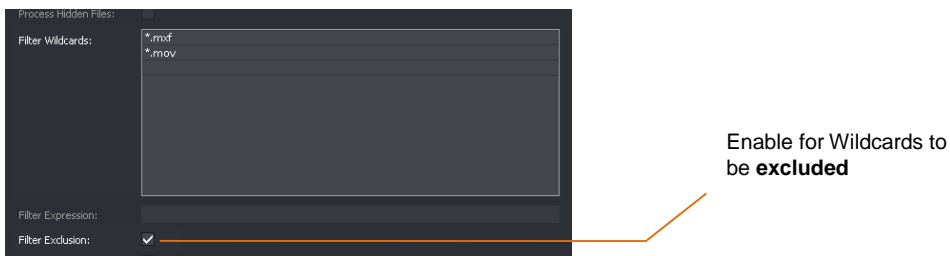 Process Hidden Files:
Filter Wildcards:
*.mxf
*.mov
Enable for Wildcards to
be excluded
Filter Expression:
Filter Exclusion: